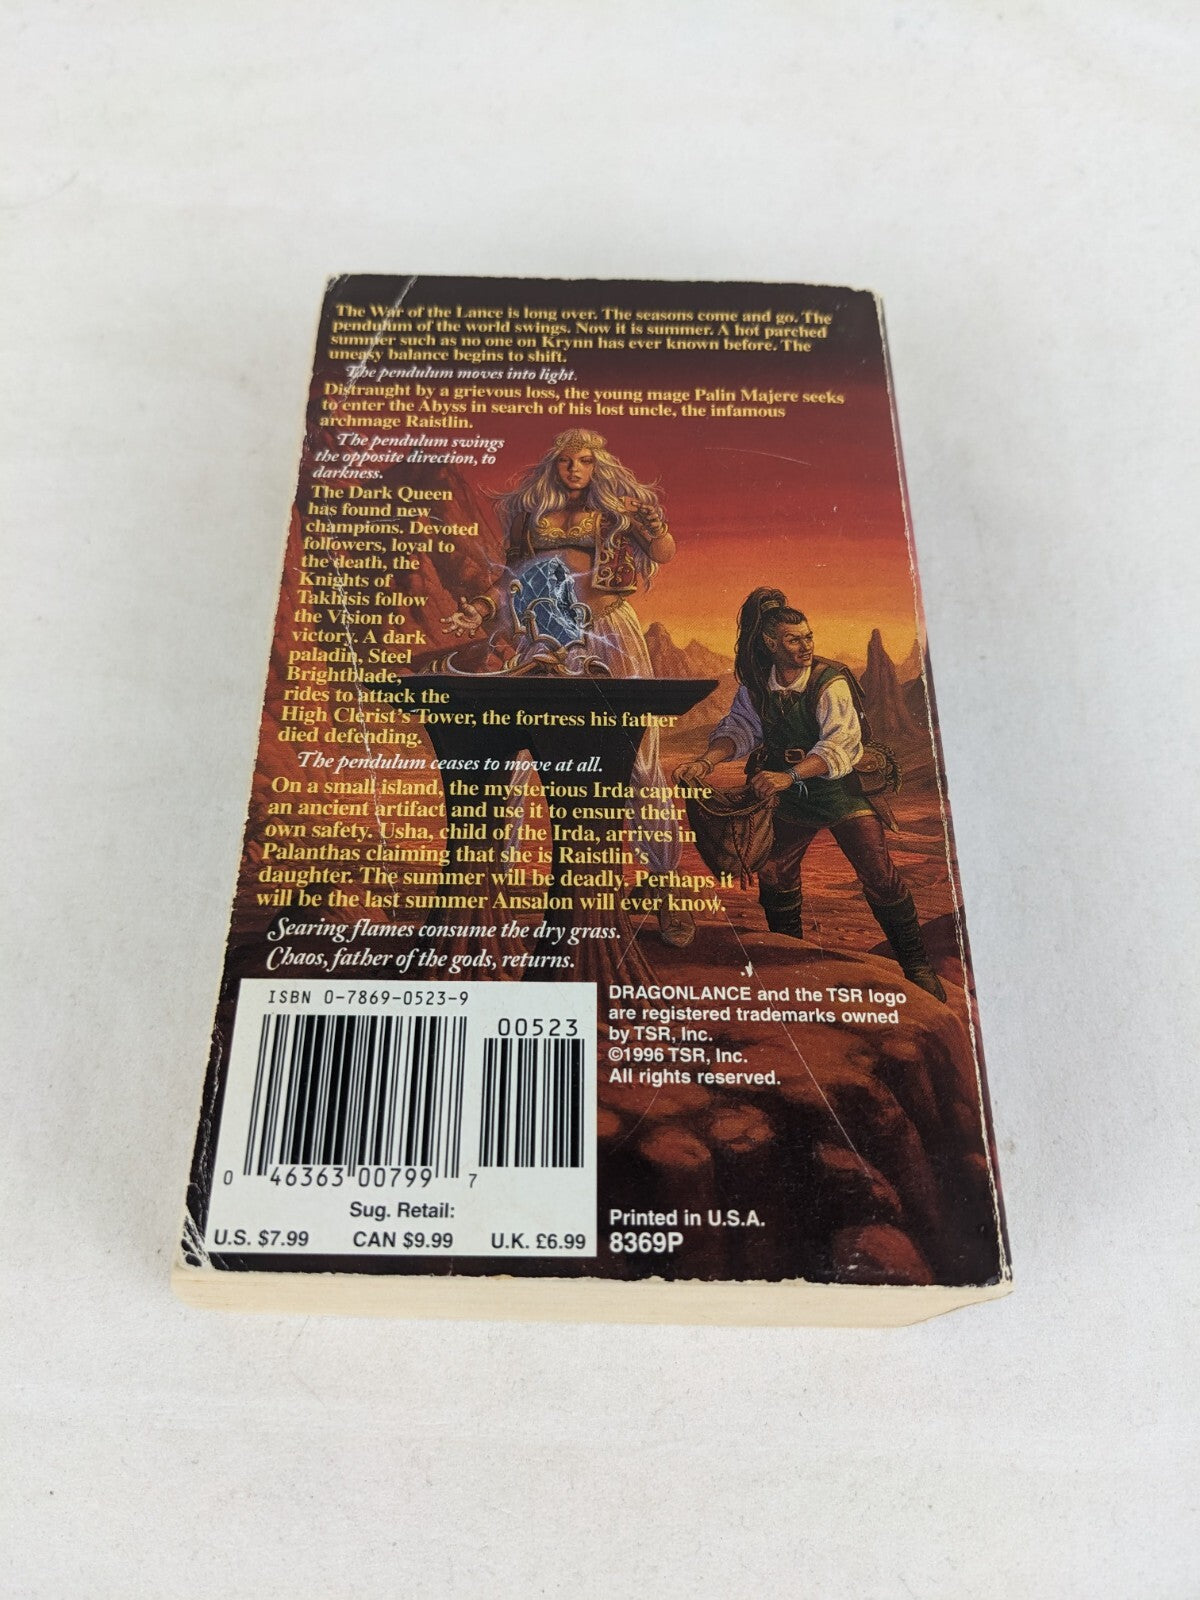 The War of the Lance is long over. The seasons come and go. The
pendulum of the world swings. Now it is summer. A hot parched
summer such as no one on Krynn has ever known before. The
uneasy balance begins to shift.
The pendulum moves into light.
Distraught by a grievous loss, the young mage Palin Majere seeks
to enter the Abyss in search of his lost uncle, the infamous
archmage Raistlin.
The pendulum swings
the opposite direction, to
darkness.
The Dark Queen
has found new
champions. Devoted
followers, loyal to
the death, the
Knights of
Takhisis follow
the Vision to
victory. A dark
paladin, Steel
Brightblade,
rides to attack the
High Clerist's Tower, the fortress his father
died defending.
The pendulum ceases to move at all.
On a small island, the mysterious Irda capture
an ancient artifact and use it to ensure their
own safety. Usha, child of the Irda, arrives in
Palanthas claiming that she is Raistlin's
daughter. The summer will be deadly. Perhaps it
will be the last summer Ansalon will ever know.
Searing flames consume the dry grass.
Chaos, father of the gods, returns.
ISBN 0-7869-0523-9
00523
0 46363 00799 7
Sug. Retail:
U.S. $7.99 CAN $9.99 U.K. £6.99
DRAGONLANCE and the TSR logo
are registered trademarks owned
by TSR, Inc.
©1996 TSR, Inc.
All rights reserved.
Printed in U.S.A.
8369P